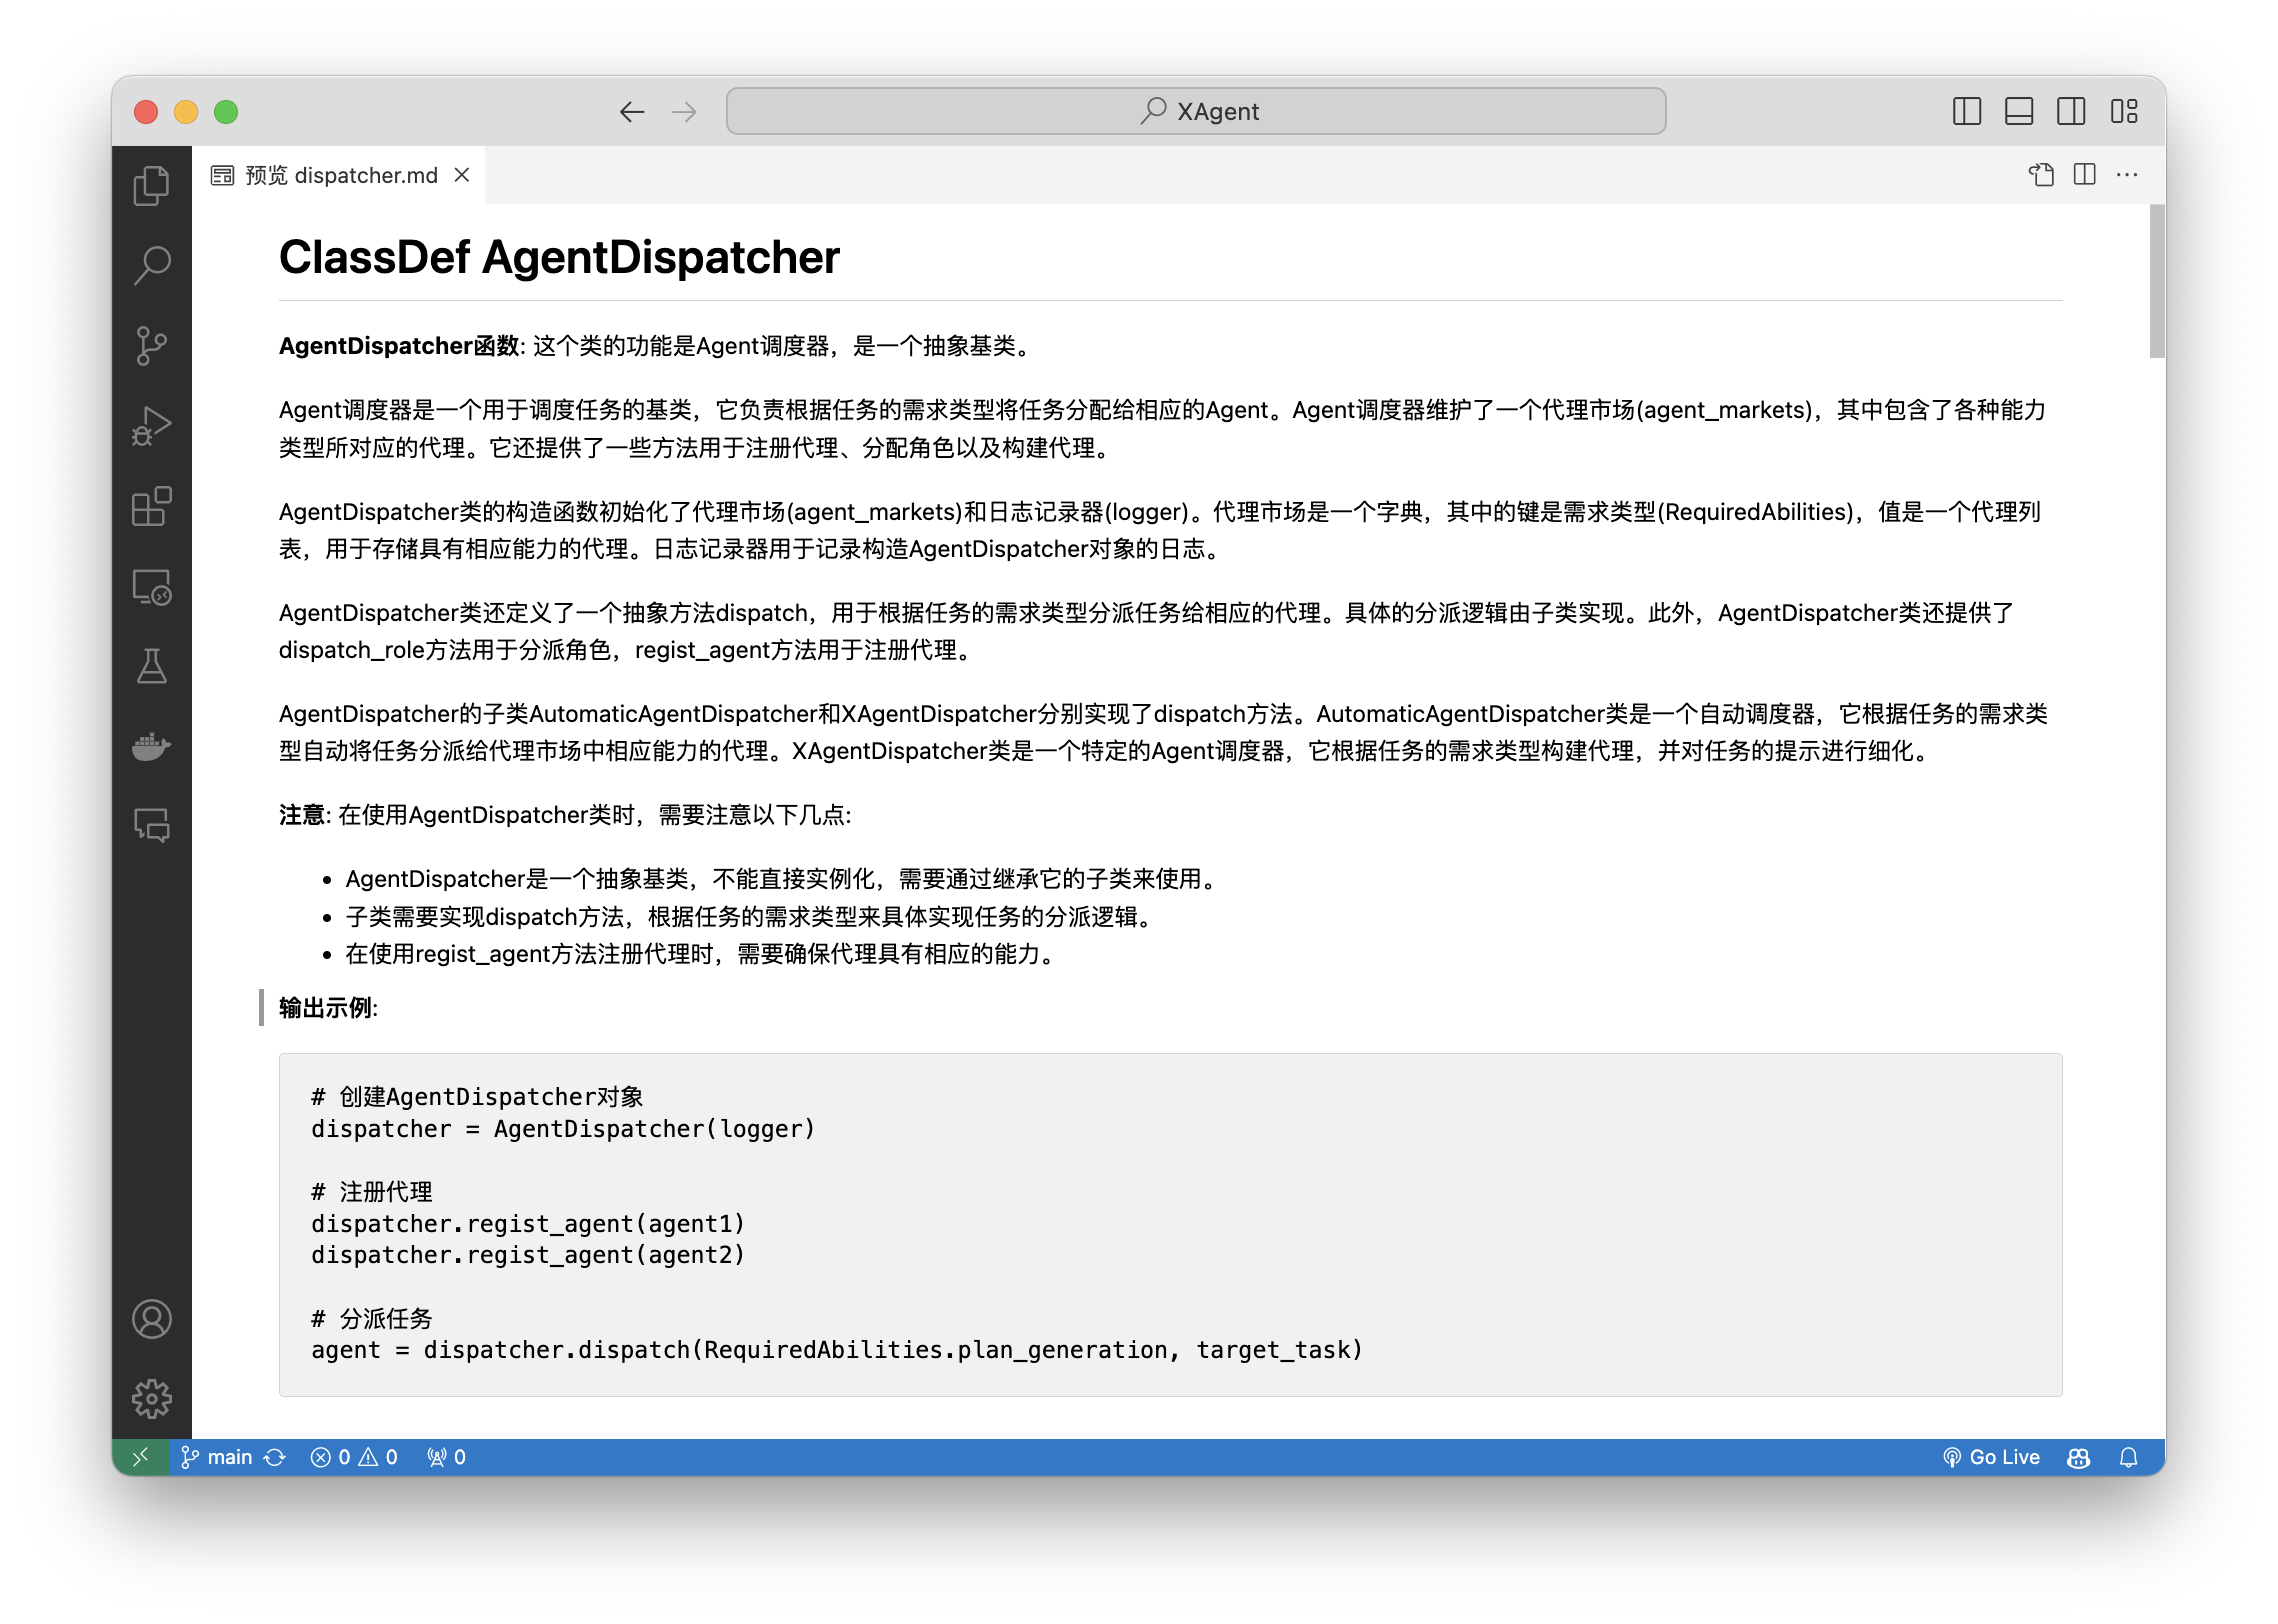 XAgent
预览 dispatcher.md
ClassDef AgentDispatcher
AgentDispatcher函数: 这个类的功能是Agent调度器，是一个抽象基类。
Agent调度器是一个用于调度任务的基类，它负责根据任务的需求类型将任务分配给相应的Agent。Agent调度器维护了一个代理市场(agent_markets)，其中包含了各种能力
类型所对应的代理。它还提供了一些方法用于注册代理、分配角色以及构建代理。
AgentDispatcher类的构造函数初始化了代理市场(agent_markets)和日志记录器(logger)。代理市场是一个字典，其中的键是需求类型(RequiredAbilities)，值是一个代理列
表，用于存储具有相应能力的代理。日志记录器用于记录构造AgentDispatcher对象的日志。
AgentDispatcher类还定义了一个抽象方法dispatch，用于根据任务的需求类型分派任务给相应的代理。具体的分派逻辑由子类实现。此外，AgentDispatcher类还提供了
dispatch_role方法用于分派角色，regist_agent方法用于注册代理。
AgentDispatcher的子类AutomaticAgentDispatcher和XAgentDispatcher分别实现了dispatch方法。AutomaticAgentDispatcher类是一个自动调度器，它根据任务的需求类
型自动将任务分派给代理市场中相应能力的代理。XAgentDispatcher类是一个特定的Agent调度器，它根据任务的需求类型构建代理，并对任务的提示进行细化。
注意: 在使用AgentDispatcher类时，需要注意以下几点:
• AgentDispatcher是一个抽象基类，不能直接实例化，需要通过继承它的子类来使用。
• 子类需要实现dispatch方法，根据任务的需求类型来具体实现任务的分派逻辑。
• 在使用regist_agent方法注册代理时，需要确保代理具有相应的能力。
输出示例:
# 创建AgentDispatcher对象
dispatcher = AgentDispatcher(logger)
# 注册代理
dispatcher.regist_agent(agent1)
dispatcher.regist_agent(agent2)
# 分派任务
agent = dispatcher.dispatch(RequiredAbilities.plan_generation, target_task)
main 0 0 0 Go Live